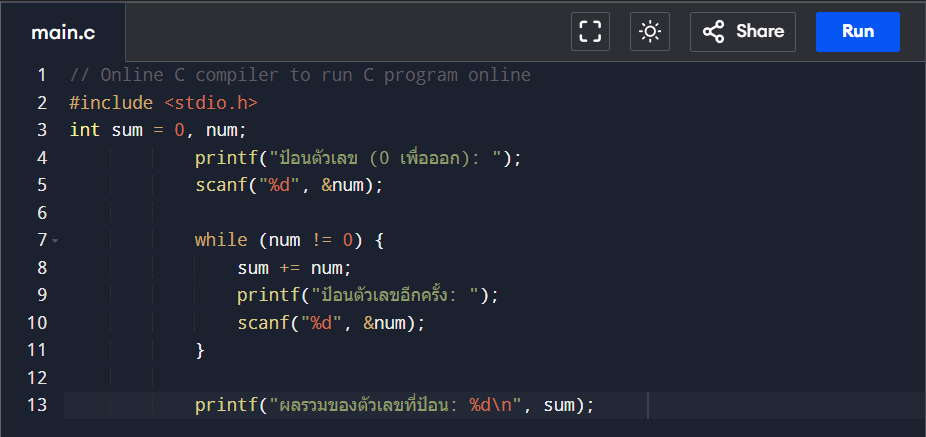 main.c
Share
Run
1 // Online C compiler to run C program online
2 #include <stdio.h>
3 int sum = 0, num;
4 printf("ป้อนตัวเลข (0 เพื่อออก): ");
5 scanf("%d", &num);
6
7 while (num != 0) {
8 sum += num;
9 printf("ป้อนตัวเลขอีกครั้ง: ");
10 scanf("%d", &num);
11 }
12
13 printf("ผลรวมของตัวเลขที่ป้อน: %d\n", sum);